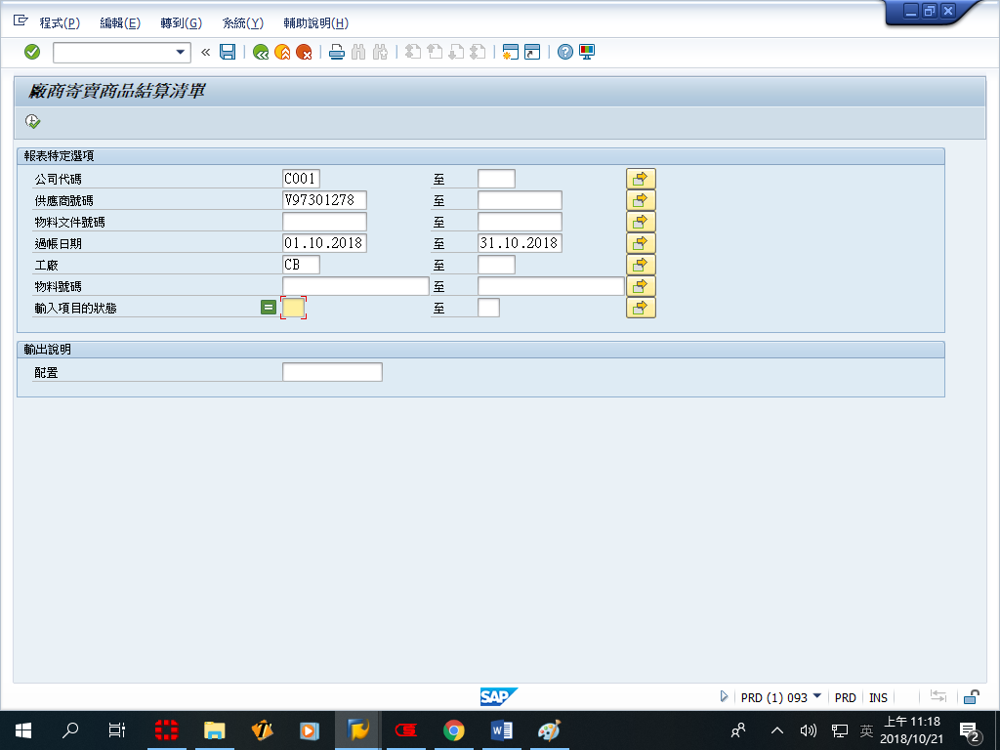 程式(P) 編輯(E) 轉到(G) 系統(Y) 輔助說明(H)
廠商寄賣商品結算清單
報表特定選項
公司代碼 C001 至
供應商號碼 V97301278 至
物料文件號碼 至
過帳日期 01.10.2018 至 31.10.2018
工廠 CB 至
物料號碼 至
輸入項目的狀態 至
輸出說明
配置
SAP PRD (1) 093 PRD INS
英 上午 11:18
2018/10/21 2